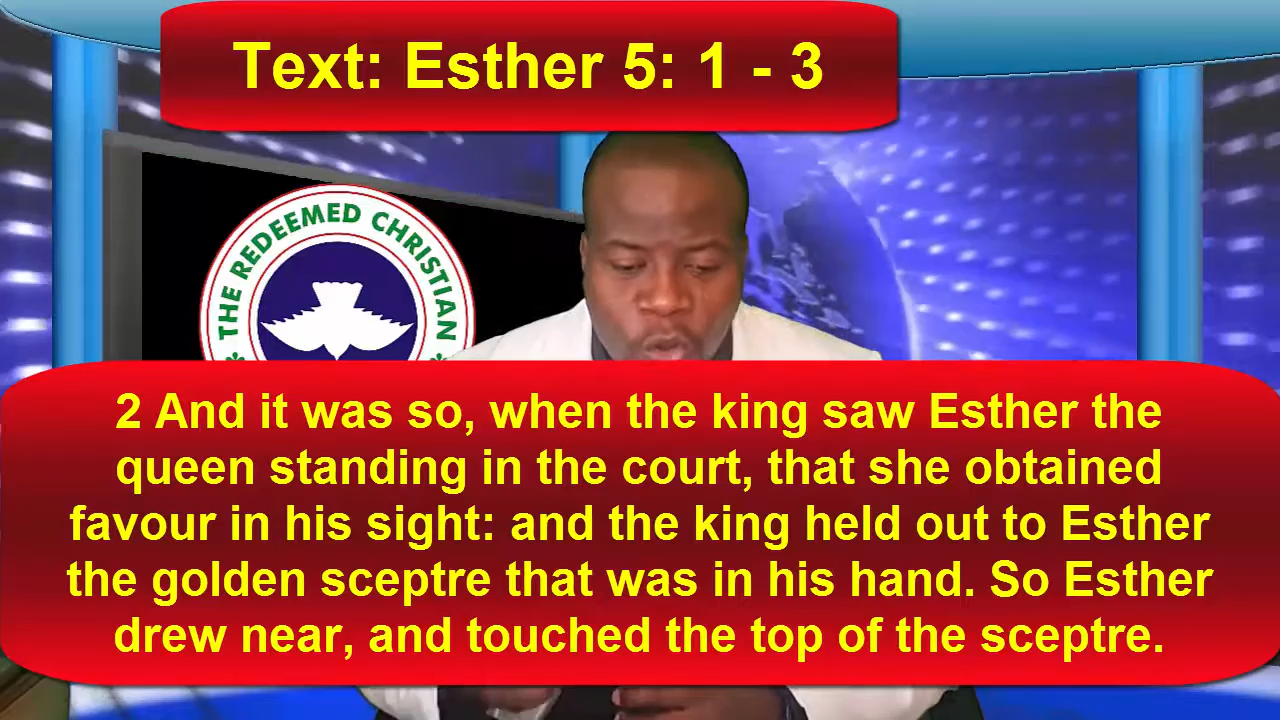 Text: Esther 5: 1 - 3
THE REDEEMED CHRISTIAN
2 And it was so, when the king saw Esther the
queen standing in the court, that she obtained
favour in his sight: and the king held out to Esther
the golden sceptre that was in his hand. So Esther
drew near, and touched the top of the sceptre.